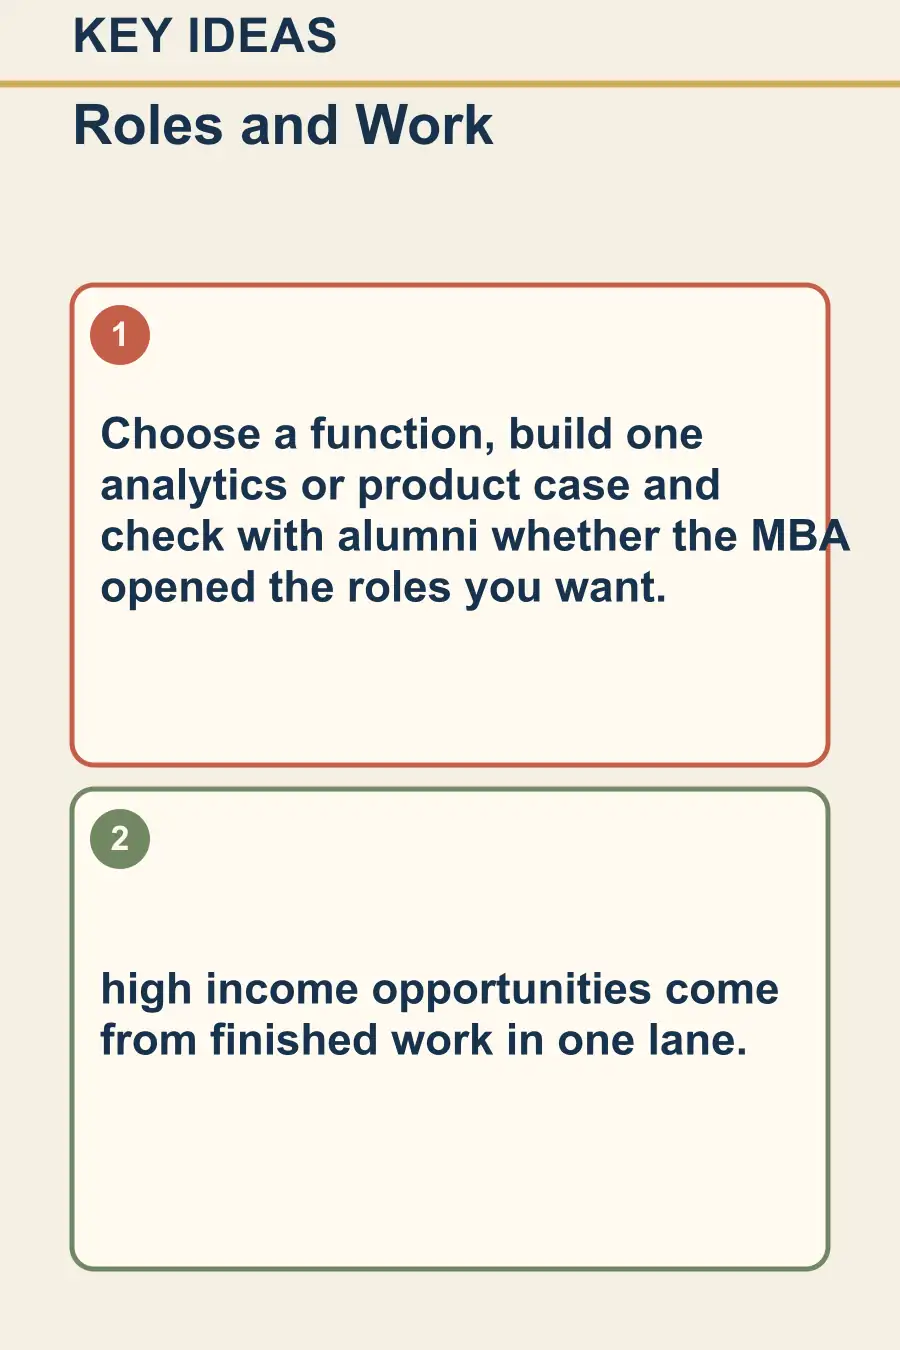 KEY IDEAS
Roles and Work
1
Choose a function, build one
analytics or product case and
check with alumni whether the MBA
opened the roles you want.
2
high income opportunities come
from finished work in one lane.